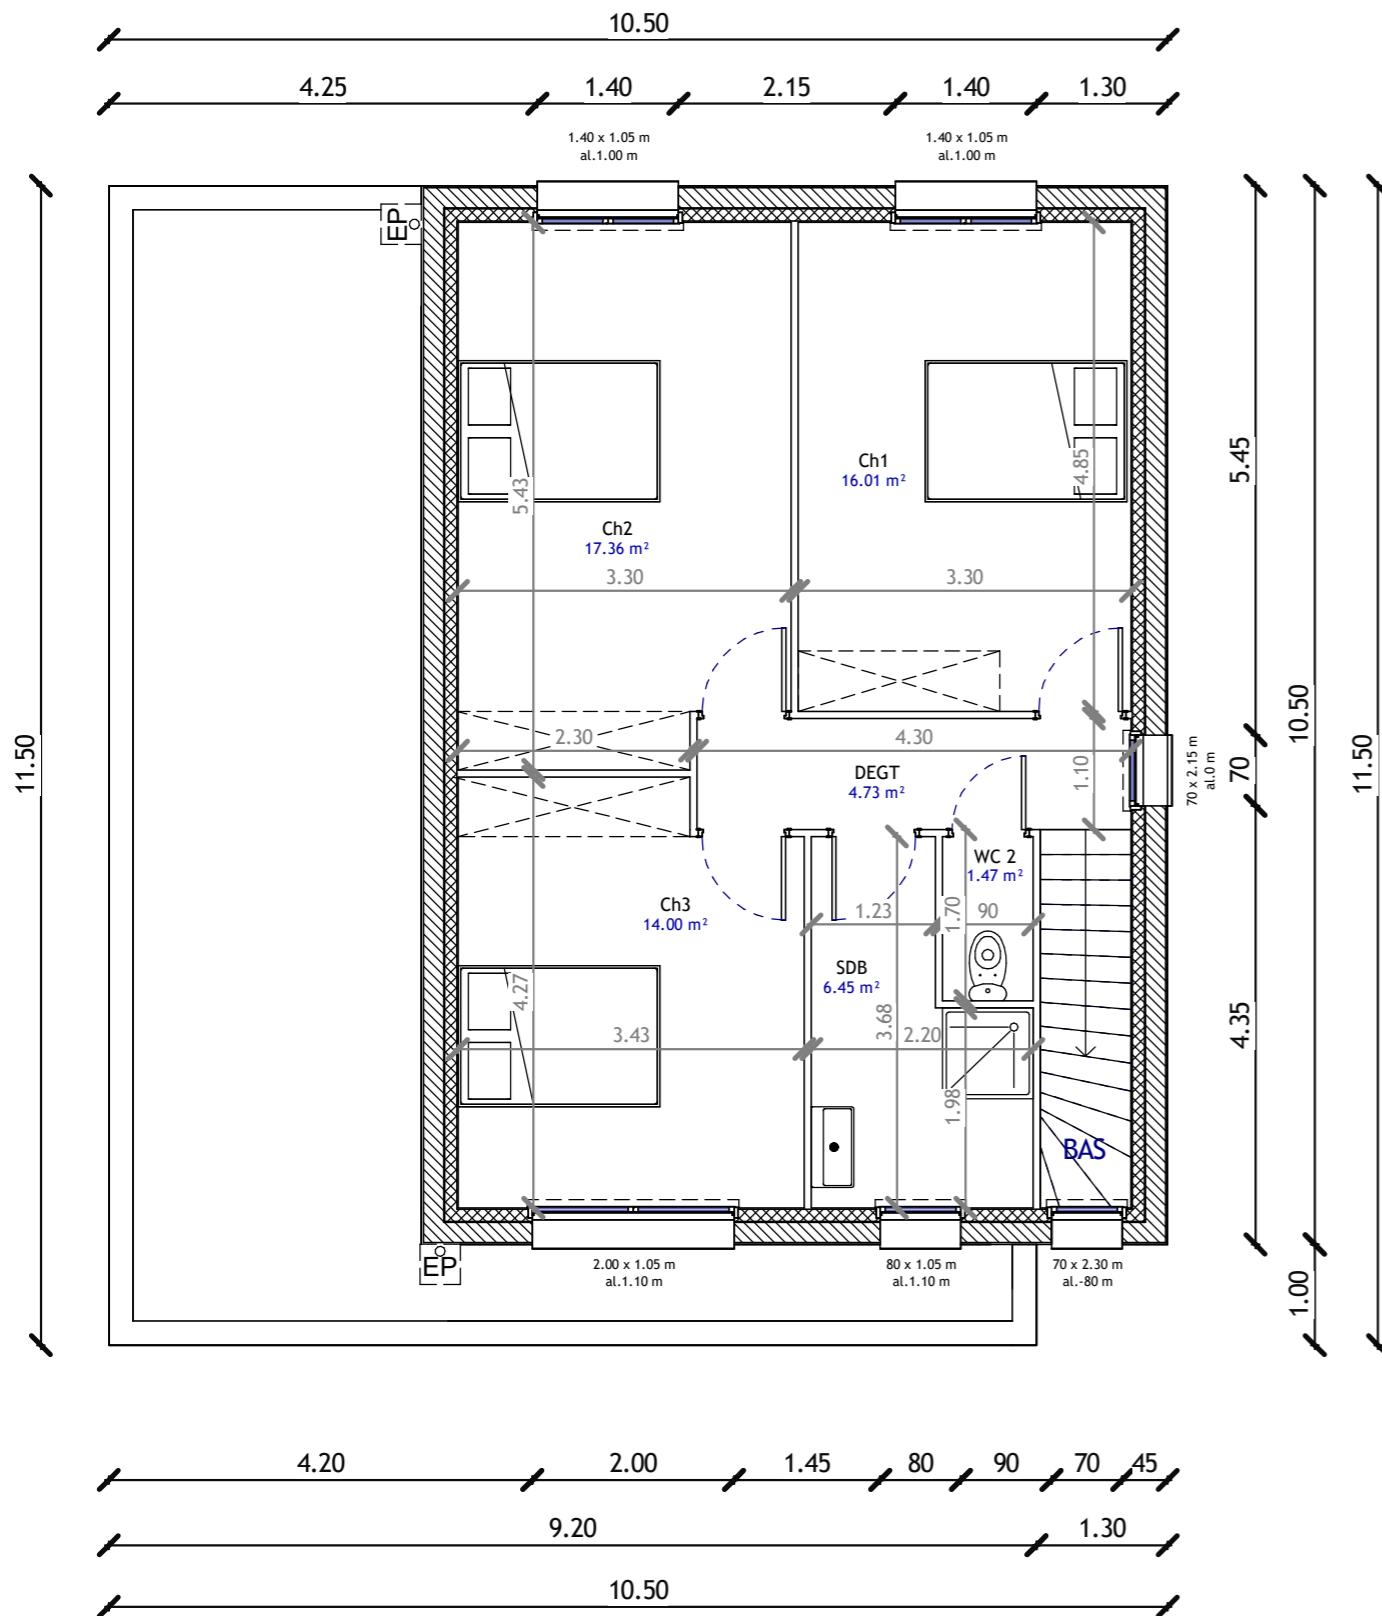 10.50
4.25
1.40
2.15
1.40
1.30
1.40 x 1.05 m
al.1.00 m
1.40 x 1.05 m
al.1.00 m
EP
11.50
5.43
Ch2
17.36 m²
3.30
Ch1
16.01 m²
4.85
3.30
5.45
10.50
11.50
2.30
4.30
DEGT
4.73 m²
1.10
70 x 2.15 m
al.0 m
70
WC 2
1.47 m²
Ch3
14.00 m²
1.23
1.70
90
SDB
6.45 m²
4.27
3.43
3.68
2.20
1.98
4.35
BAS
EP
2.00 x 1.05 m
al.1.10 m
80 x 1.05 m
al.1.10 m
70 x 2.30 m
al.-80 m
1.00
4.20
2.00
1.45
80
90
70
45
9.20
1.30
10.50